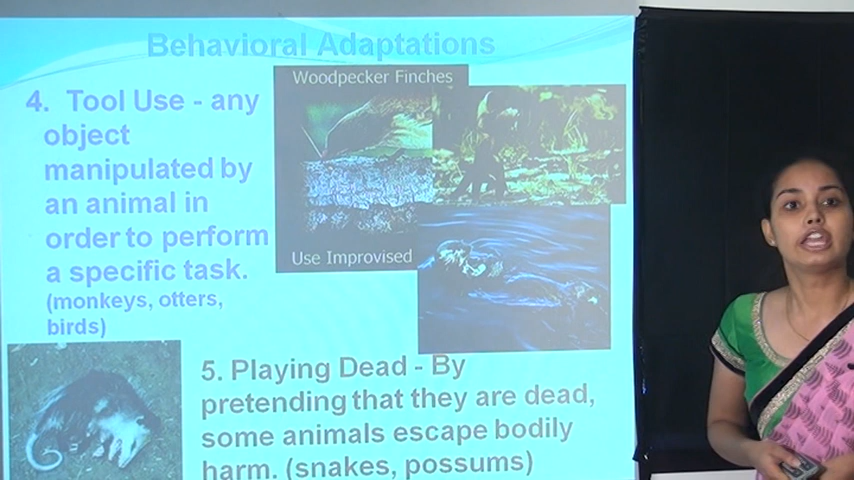 Behavioral Adaptations
4. Tool Use - any
object
manipulated by
an animal in
order to perform
a specific task.
(monkeys, otters,
birds)
Woodpecker Finches
Use Improvised
5. Playing Dead - By
pretending that they are dead,
some animals escape bodily
harm. (snakes, possums)